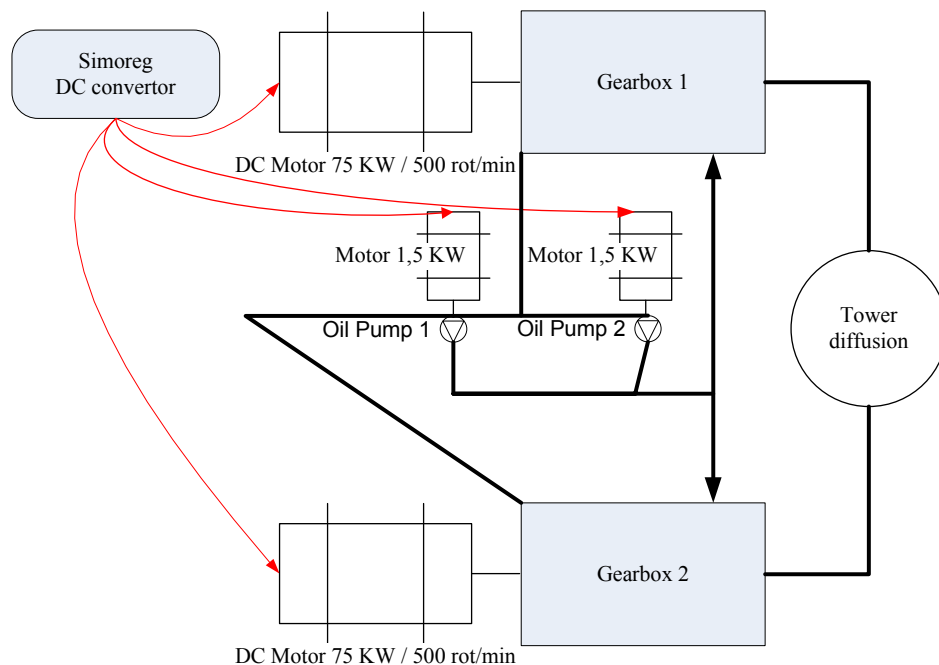 Simoreg
DC convertor
Gearbox 1
DC Motor 75 KW / 500 rot/min
Motor 1,5 KW
Motor 1,5 KW
Oil Pump 1
Oil Pump 2
Tower
diffusion
Gearbox 2
DC Motor 75 KW / 500 rot/min